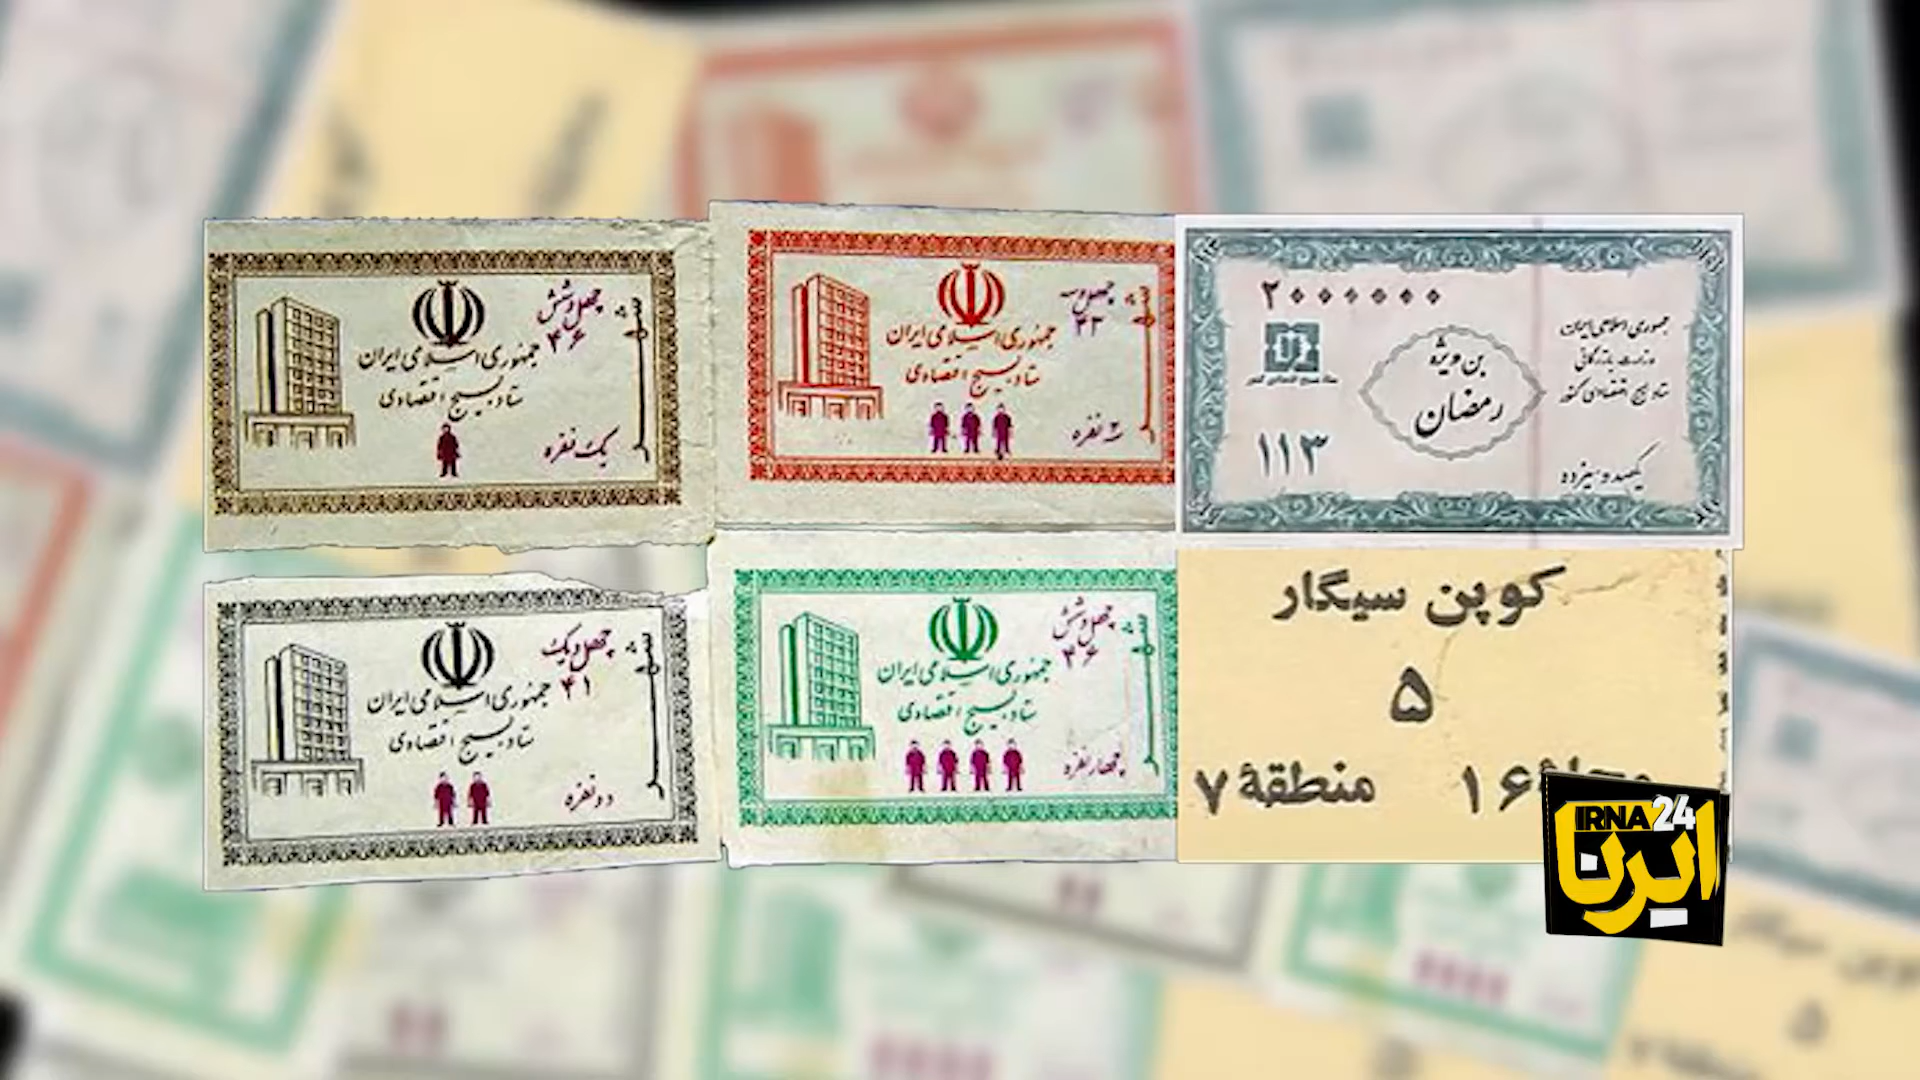 ۲۰۰۰۰۰۰
جمهوری اسلامی ایران
وزارت بازرگانی
ستاد بسیج اقتصادی کشور
بن ویژه
رمضان
۱۱۳
یکصد و سیزده
چهل و سه
۴۳
جمهوری اسلامی ایران
ستاد بسیج اقتصادی
سه نفره
چهل و شش
۴۶
جمهوری اسلامی ایران
ستاد بسیج اقتصادی
یک نفره
کوپن سیگار
۵
۱۶ منطقهٔ ۷
چهل و شش
۴۶
جمهوری اسلامی ایران
ستاد بسیج اقتصادی
چهار نفره
چهل و یک
۴۱
جمهوری اسلامی ایران
ستاد بسیج اقتصادی
دو نفره
IRNA24
ایرنا